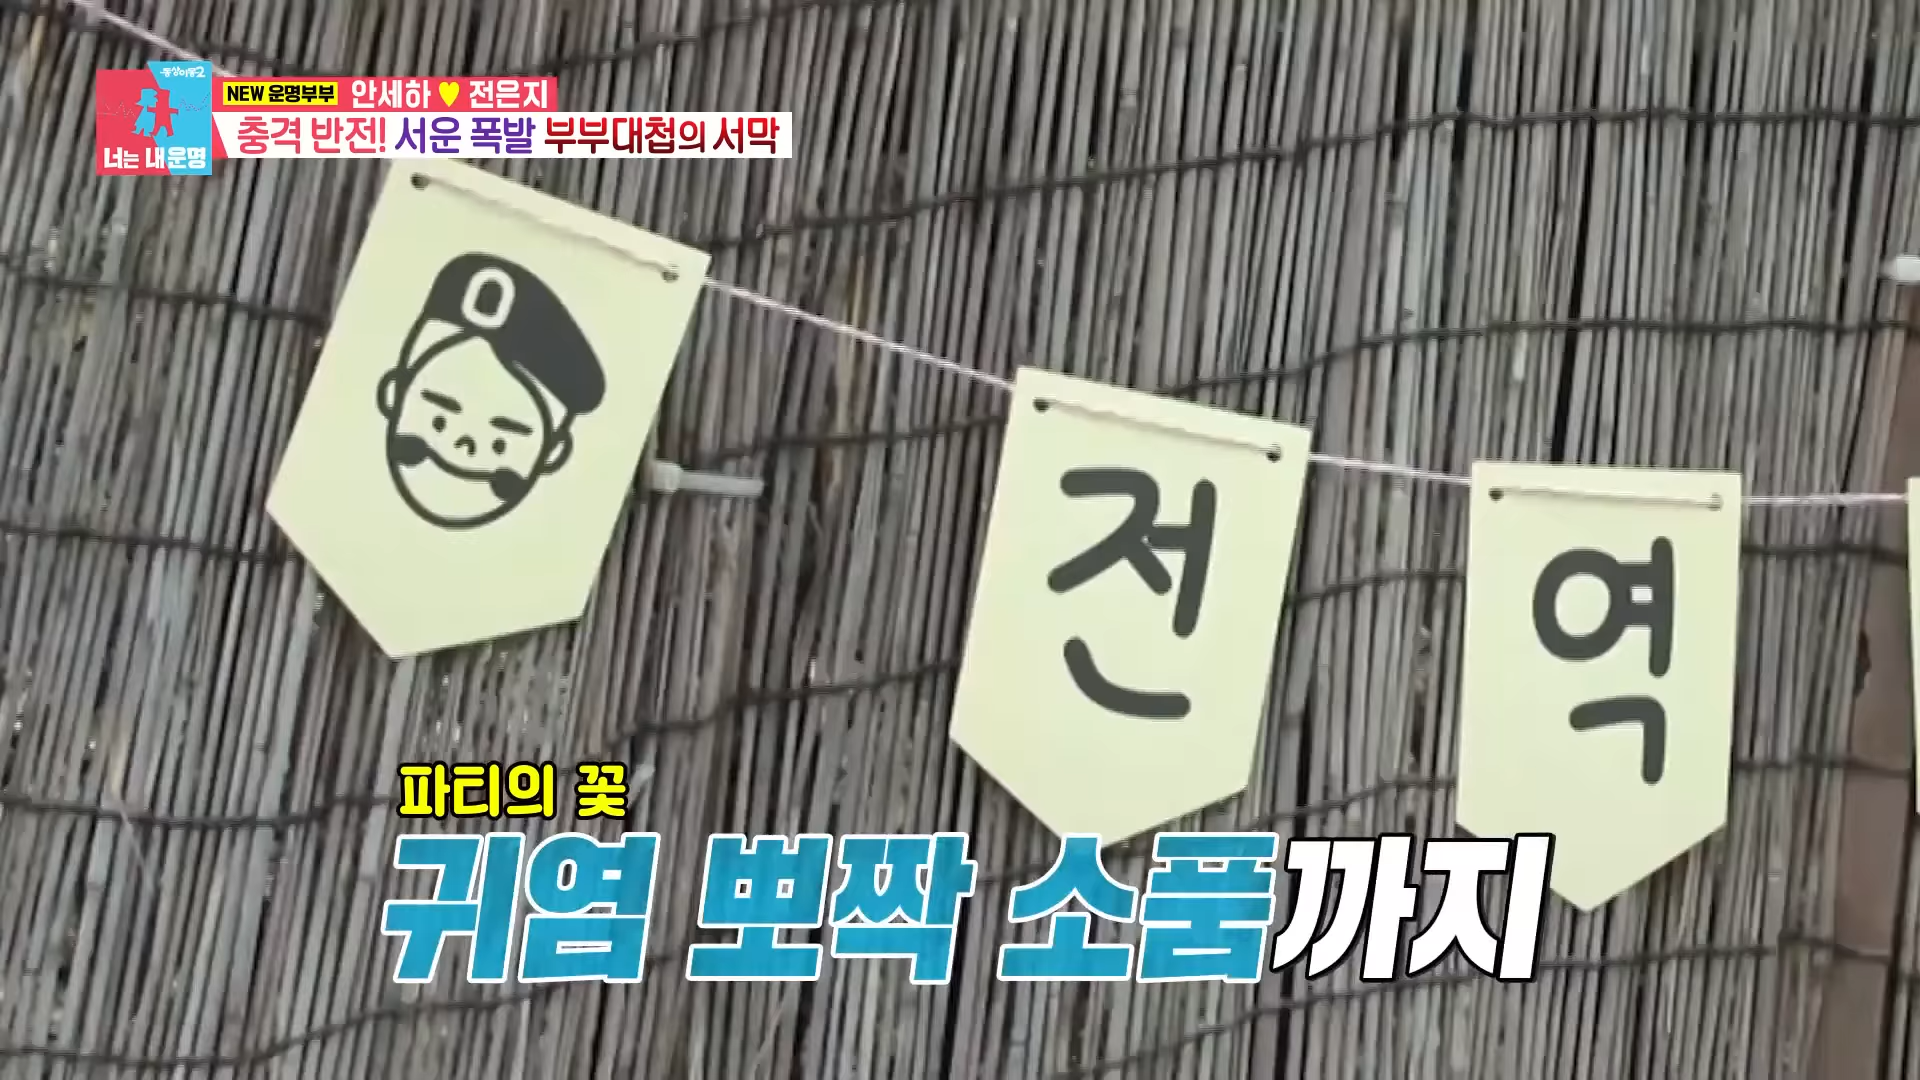 동상이몽2
너는 내운명
NEW 운명부부 안세하♥전은지
충격 반전! 서운 폭발 부부대첩의 서막
전
역
파티의 꽃
귀염 뽀짝 소품까지